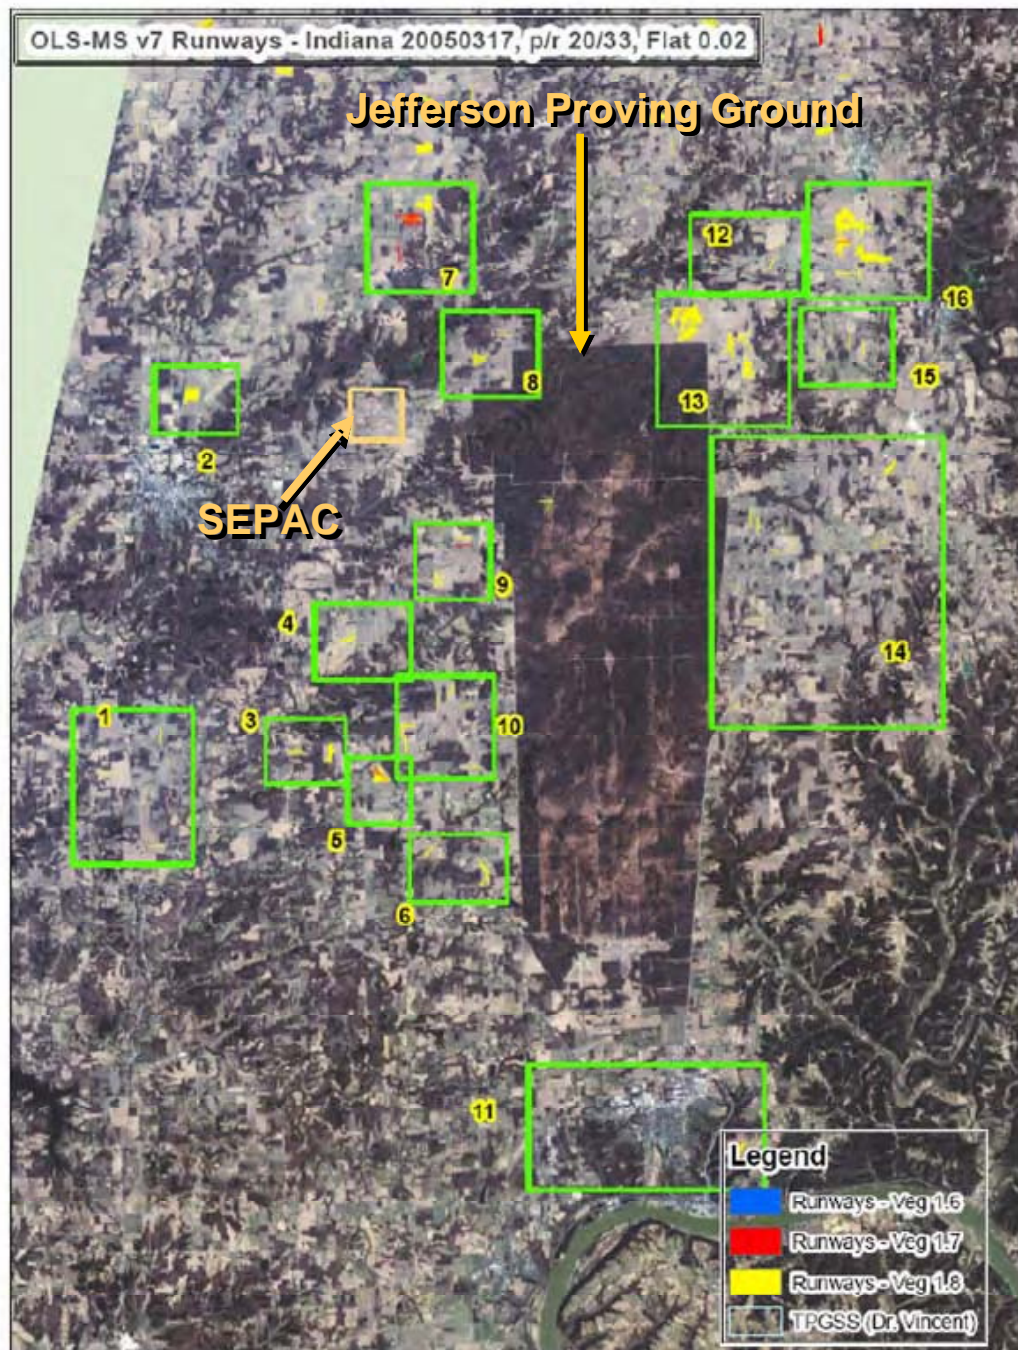 OLS-MS v7 Runways - Indiana 20050317, p/r 20/33, Flat 0.02
Jefferson Proving Ground
12
7
16
8
15
13
2
SEPAC
9
4
14
1
3
10
5
6
11
Legend
Runways - Veg 1.6
Runways - Veg 1.7
Runways - Veg 1.8
TPGSS (Dr. Vincent)